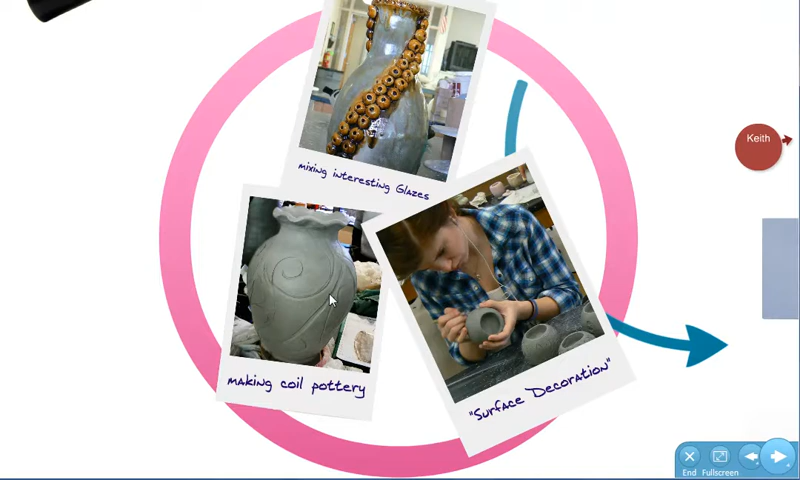 mixing interesting Glazes
Keith
making coil pottery
"Surface Decoration"
End
Fullscreen